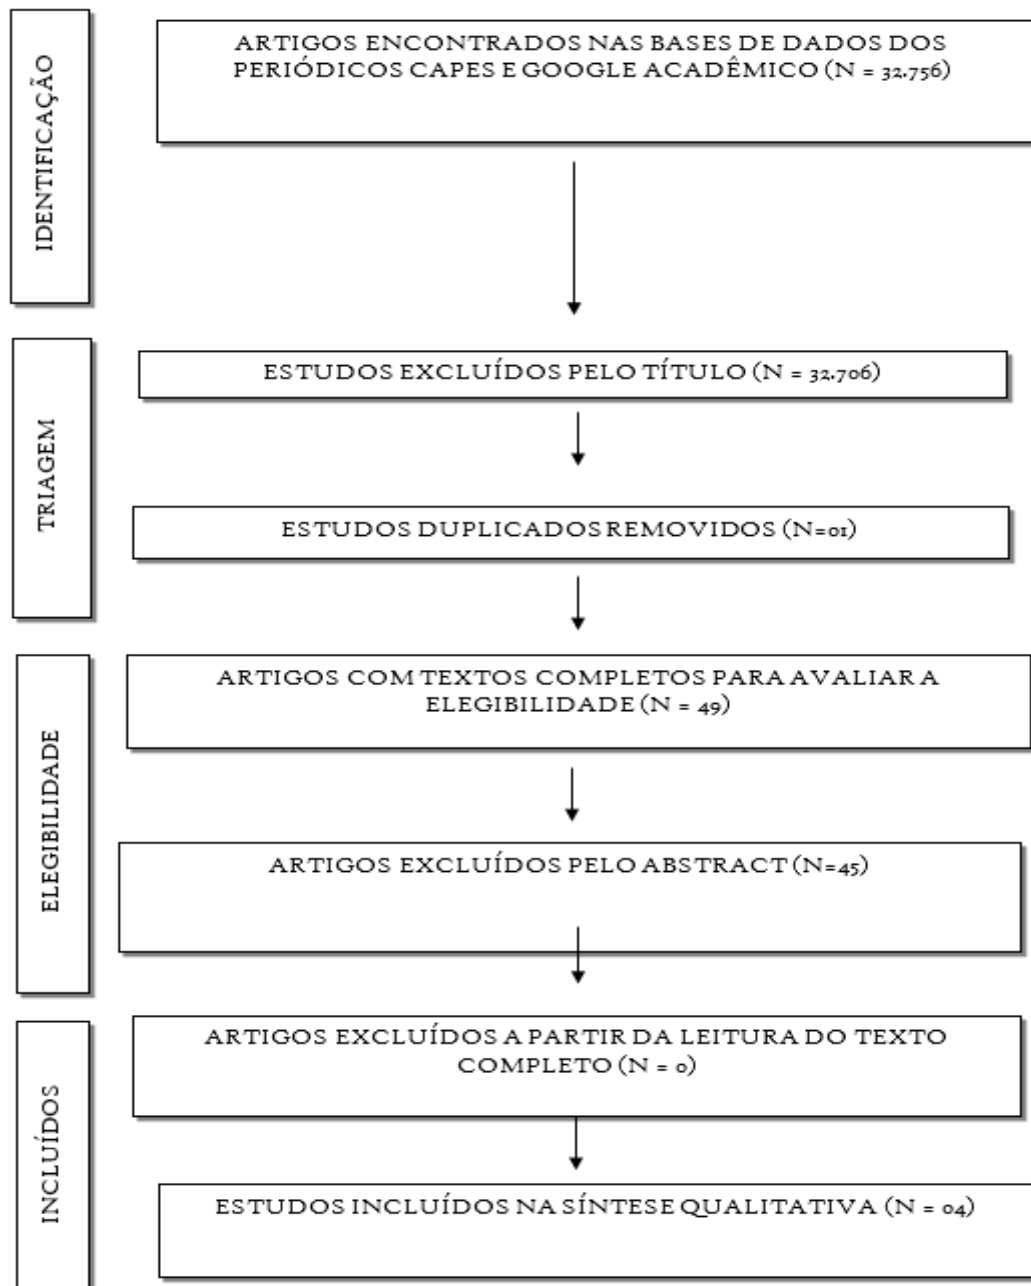 IDENTIFICAÇÃO
ARTIGOS ENCONTRADOS NAS BASES DE DADOS DOS
PERIÓDICOS CAPES E GOOGLE ACADÊMICO (N = 32.756)
TRIAGEM
ESTUDOS EXCLUÍDOS PELO TÍTULO (N = 32.706)
ESTUDOS DUPLICADOS REMOVIDOS (N=01)
ELEGIBILIDADE
ARTIGOS COM TEXTOS COMPLETOS PARA AVALIAR A
ELEGIBILIDADE (N = 49)
ARTIGOS EXCLUÍDOS PELO ABSTRACT (N=45)
INCLUÍDOS
ARTIGOS EXCLUÍDOS A PARTIR DA LEITURA DO TEXTO
COMPLETO (N = 0)
ESTUDOS INCLUÍDOS NA SÍNTESE QUALITATIVA (N = 04)